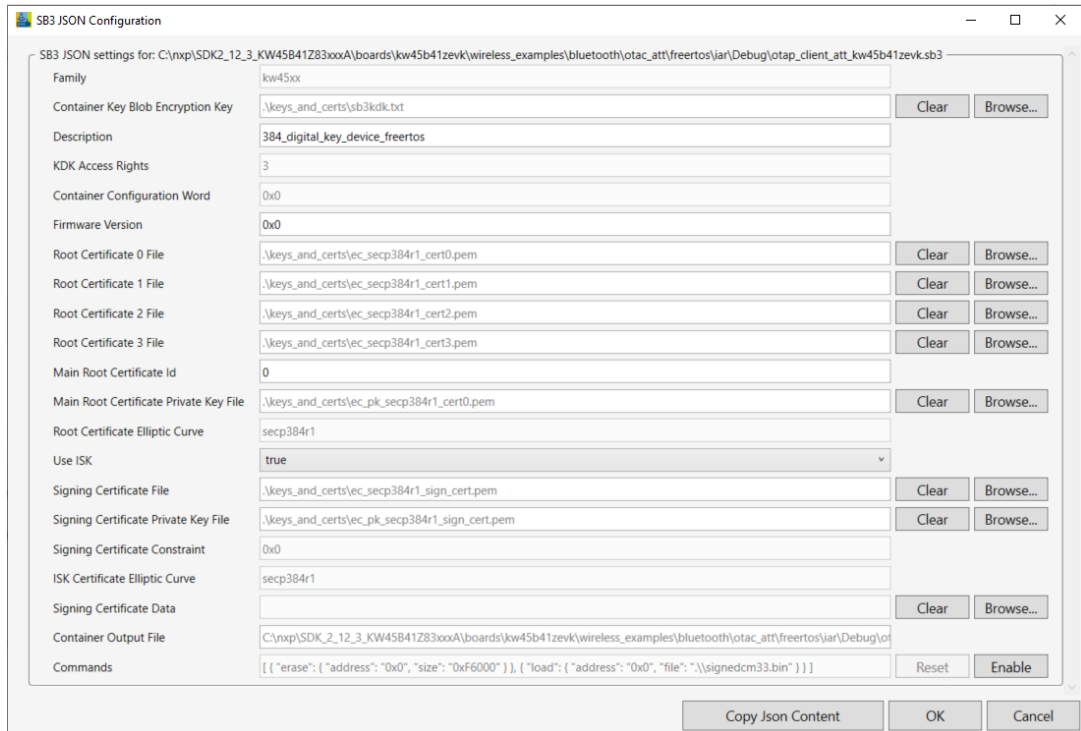 SB3 JSON Configuration
SB3 JSON settings for: C:\nxp\SDK2_12_3_KW45B41Z83xxxA\boards\kw45b41zevk\wireless_examples\bluetooth\otac_att\freertos\iar\Debug\otap_client_att_kw45b41zevk.sb3
Family kw45xx
Container Key Blob Encryption Key .\keys_and_certs\sb3kdk.txt Clear Browse...
Description 384_digital_key_device_freertos
KDK Access Rights 3
Container Configuration Word 0x0
Firmware Version 0x0
Root Certificate 0 File .\keys_and_certs\ec_secp384r1_cert0.pem Clear Browse...
Root Certificate 1 File .\keys_and_certs\ec_secp384r1_cert1.pem Clear Browse...
Root Certificate 2 File .\keys_and_certs\ec_secp384r1_cert2.pem Clear Browse...
Root Certificate 3 File .\keys_and_certs\ec_secp384r1_cert3.pem Clear Browse...
Main Root Certificate Id 0
Main Root Certificate Private Key File .\keys_and_certs\ec_pk_secp384r1_cert0.pem Clear Browse...
Root Certificate Elliptic Curve secp384r1
Use ISK true
Signing Certificate File .\keys_and_certs\ec_secp384r1_sign_cert.pem Clear Browse...
Signing Certificate Private Key File .\keys_and_certs\ec_pk_secp384r1_sign_cert.pem Clear Browse...
Signing Certificate Constraint 0x0
ISK Certificate Elliptic Curve secp384r1
Signing Certificate Data Clear Browse...
Container Output File C:\nxp\SDK_2_12_3_KW45B41Z83xxxA\boards\kw45b41zevk\wireless_examples\bluetooth\otac_att\freertos\iar\Debug\ot
Commands [ { "erase": { "address": "0x0", "size": "0xF6000" } }, { "load": { "address": "0x0", "file": ".\\signedcm33.bin" } } ] Reset Enable
Copy Json Content OK Cancel